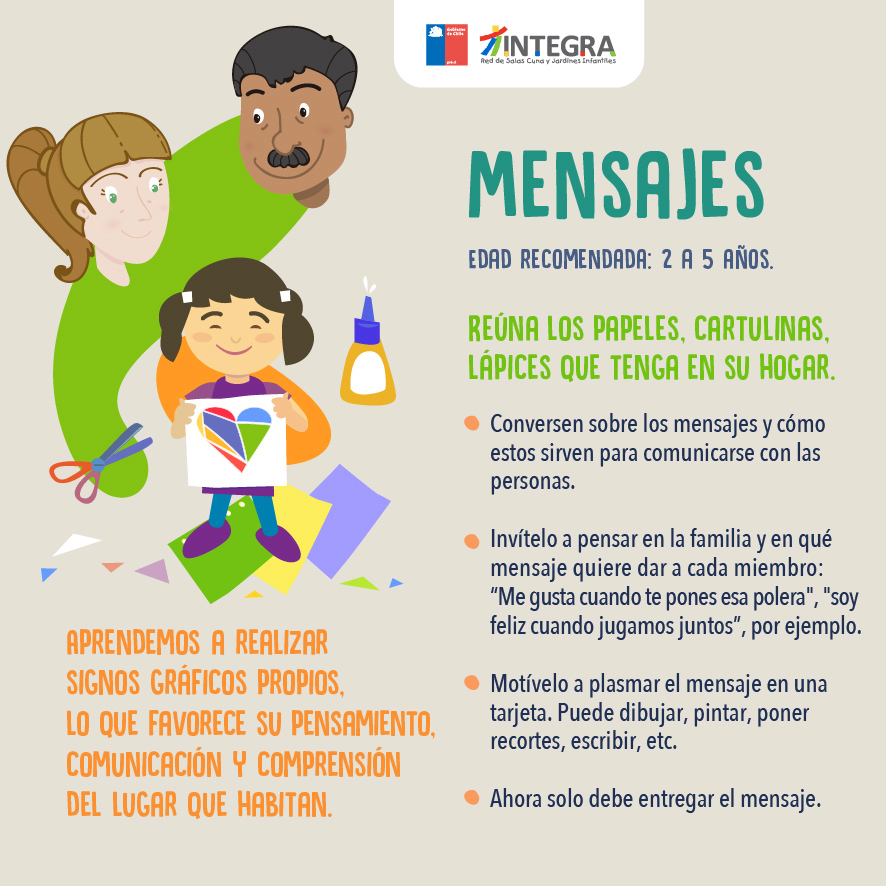 Gobierno
de Chile
INTEGRA
Red de Salas Cuna y Jardines Infantiles
MENSAJES
EDAD RECOMENDADA: 2 A 5 AÑOS.
REÚNA LOS PAPELES, CARTULINAS,
LÁPICES QUE TENGA EN SU HOGAR.
Conversen sobre los mensajes y cómo
estos sirven para comunicarse con las
personas.
Invítelo a pensar en la familia y en qué
mensaje quiere dar a cada miembro:
“Me gusta cuando te pones esa polera", "soy
feliz cuando jugamos juntos”, por ejemplo.
Motívelo a plasmar el mensaje en una
tarjeta. Puede dibujar, pintar, poner
recortes, escribir, etc.
Ahora solo debe entregar el mensaje.
APRENDEMOS A REALIZAR
SIGNOS GRÁFICOS PROPIOS,
LO QUE FAVORECE SU PENSAMIENTO,
COMUNICACIÓN Y COMPRENSIÓN
DEL LUGAR QUE HABITAN.